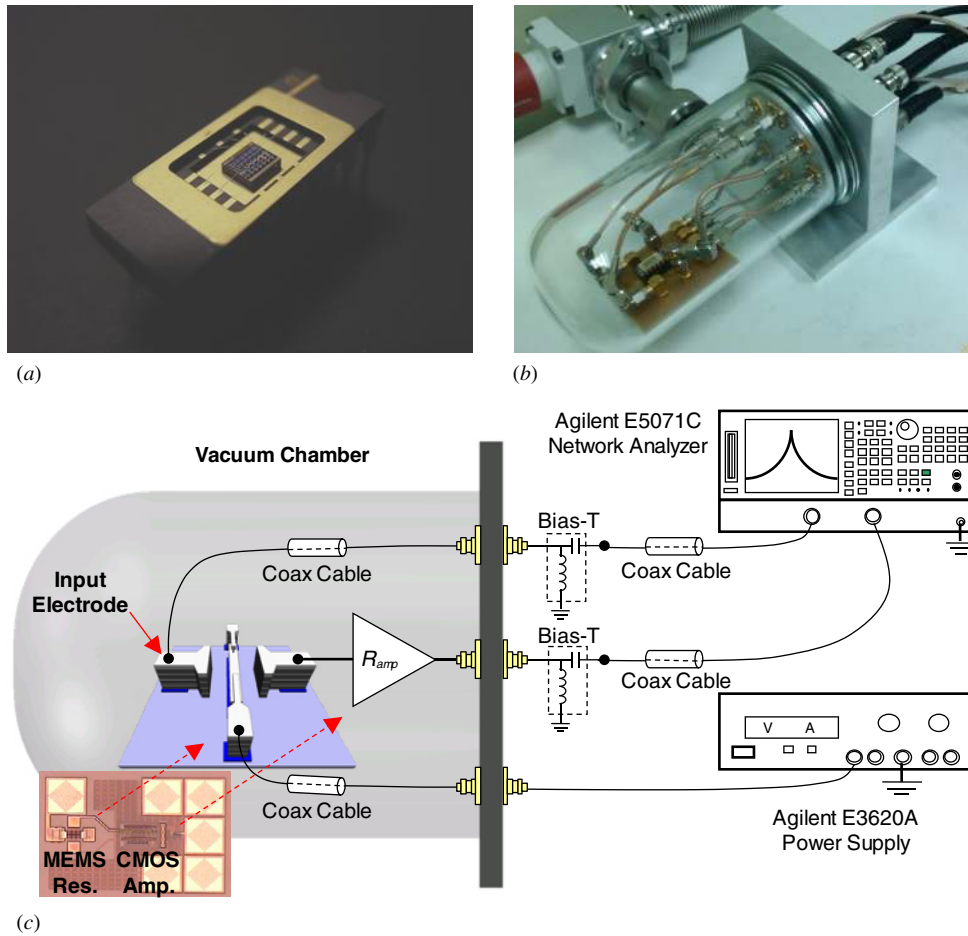 (a)
(b)
Agilent E5071C
Network Analyzer
Vacuum Chamber
Bias-T
Coax Cable
Coax Cable
Input
Electrode
R_amp
Bias-T
Coax Cable
V A
Coax Cable
MEMS
Res.
CMOS
Amp.
Agilent E3620A
Power Supply
(c)